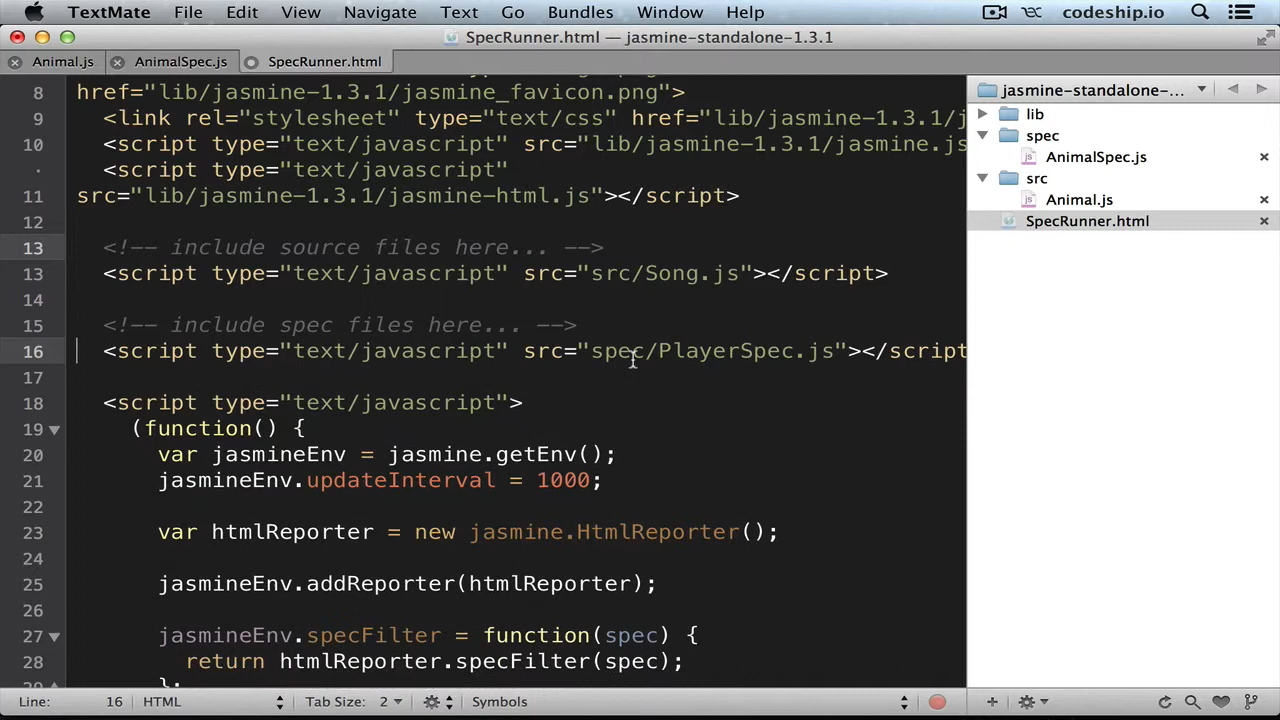 TextMate File Edit View Navigate Text Go Bundles Window Help codeship.io
SpecRunner.html — jasmine-standalone-1.3.1
Animal.js AnimalSpec.js SpecRunner.html
8 href="lib/jasmine-1.3.1/jasmine_favicon.png">
9 <link rel="stylesheet" type="text/css" href="lib/jasmine-1.3.1/j
10 <script type="text/javascript" src="lib/jasmine-1.3.1/jasmine.js
· <script type="text/javascript"
11 src="lib/jasmine-1.3.1/jasmine-html.js"></script>
12
13 <!-- include source files here... -->
13 <script type="text/javascript" src="src/Song.js"></script>
14
15 <!-- include spec files here... -->
16 <script type="text/javascript" src="spec/PlayerSpec.js"></script
17
18 <script type="text/javascript">
19 (function() {
20 var jasmineEnv = jasmine.getEnv();
21 jasmineEnv.updateInterval = 1000;
22
23 var htmlReporter = new jasmine.HtmlReporter();
24
25 jasmineEnv.addReporter(htmlReporter);
26
27 jasmineEnv.specFilter = function(spec) {
28 return htmlReporter.specFilter(spec);
};
jasmine-standalone-...
lib
spec
js AnimalSpec.js
src
js Animal.js
SpecRunner.html
Line: 16 HTML Tab Size: 2 Symbols